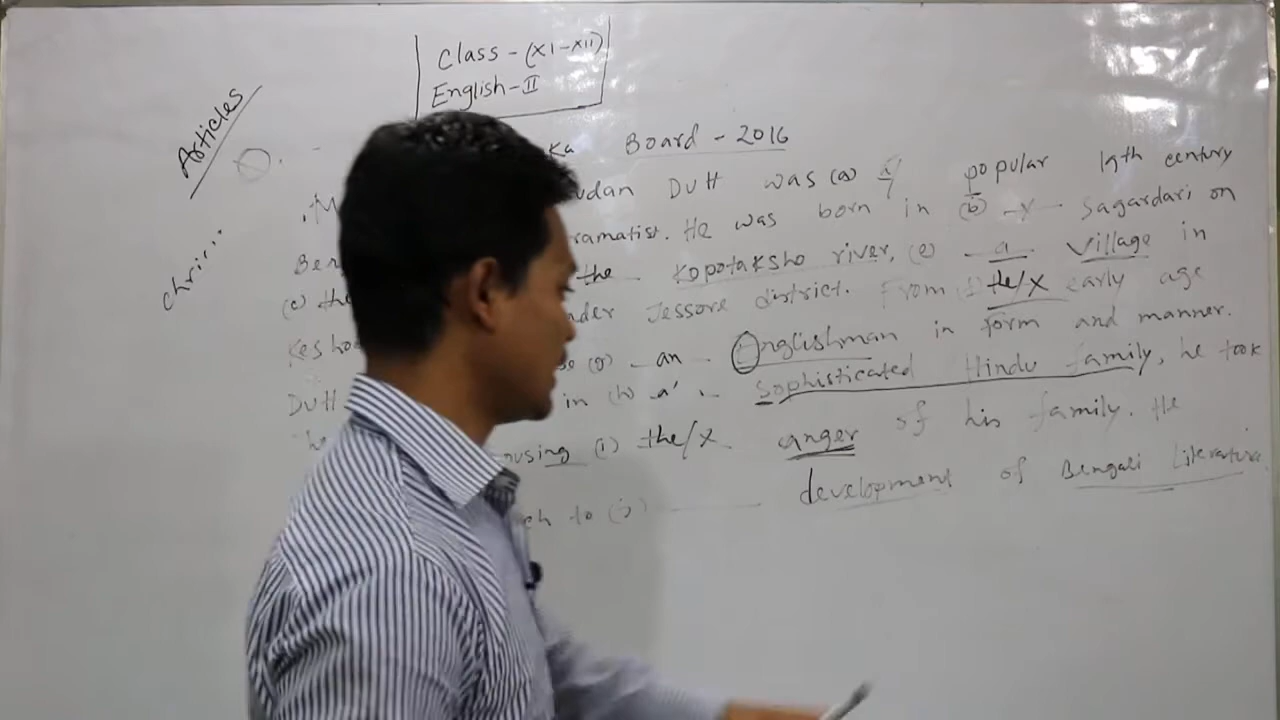 Class - (XI-XII)
English - II
Articles
chri...
ka Board - 2016
M udan Dutt was (a) a popular 19th century
Ben ramatist. He was born in (b) -x- Sagardari on
(c) the the Kopotaksho river, (e) a village in
Kesho nder Jessore district. From (f) the/x early age
Dutt (g) an Englishman in form and manner.
in (h) a sophisticated Hindu family, he took
using (i) the/x anger of his family. He
ch to (j) development of Bengali Literature.